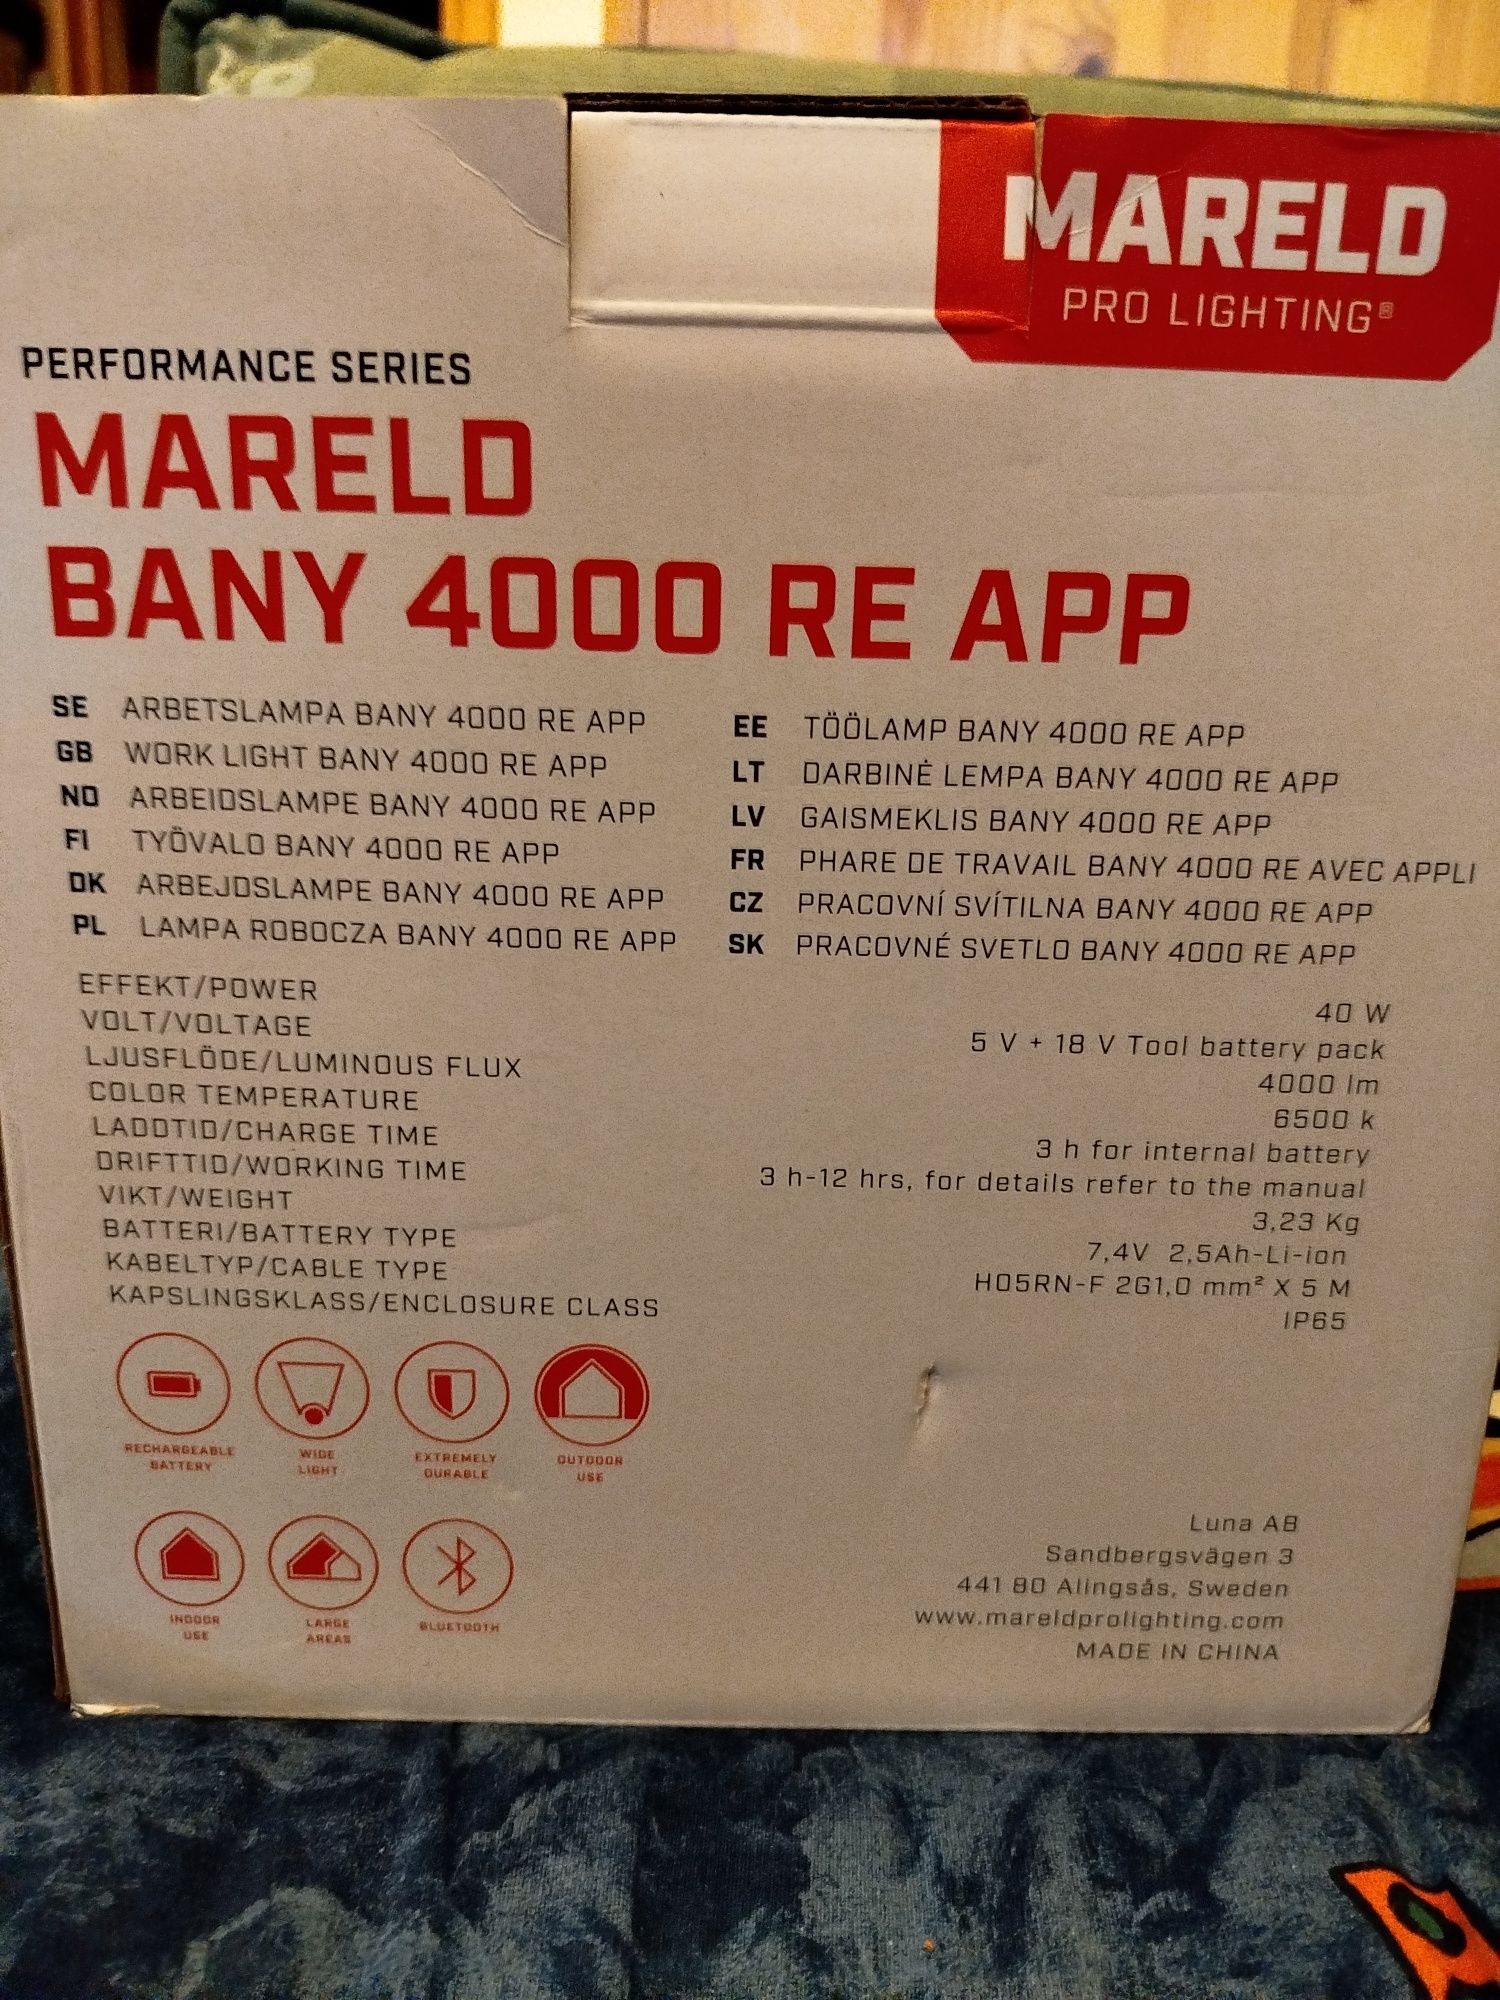 MARELD
PRO LIGHTING®
PERFORMANCE SERIES
MARELD
BANY 4000 RE APP
SE ARBETSLAMPA BANY 4000 RE APP
GB WORK LIGHT BANY 4000 RE APP
NO ARBEIDSLAMPE BANY 4000 RE APP
FI TYÖVALO BANY 4000 RE APP
DK ARBEJDSLAMPE BANY 4000 RE APP
PL LAMPA ROBOCZA BANY 4000 RE APP
EE TÖÖLAMP BANY 4000 RE APP
LT DARBINĖ LEMPA BANY 4000 RE APP
LV GAISMEKLIS BANY 4000 RE APP
FR PHARE DE TRAVAIL BANY 4000 RE AVEC APPLI
CZ PRACOVNÍ SVÍTILNA BANY 4000 RE APP
SK PRACOVNÉ SVETLO BANY 4000 RE APP
EFFEKT/POWER 40 W
VOLT/VOLTAGE 5 V + 18 V Tool battery pack
LJUSFLÖDE/LUMINOUS FLUX 4000 lm
COLOR TEMPERATURE 6500 k
LADDTID/CHARGE TIME 3 h for internal battery
DRIFTTID/WORKING TIME 3 h-12 hrs, for details refer to the manual
VIKT/WEIGHT 3,23 Kg
BATTERI/BATTERY TYPE 7,4V 2,5Ah-Li-ion
KABELTYP/CABLE TYPE H05RN-F 2G1,0 mm² X 5 M
KAPSLINGSKLASS/ENCLOSURE CLASS IP65
RECHARGEABLE
BATTERY
WIDE
LIGHT
EXTREMELY
DURABLE
OUTDOOR
USE
INDOOR
USE
LARGE
AREAS
BLUETOOTH
Luna AB
Sandbergsvägen 3
441 80 Alingsås, Sweden
www.mareldprolighting.com
MADE IN CHINA